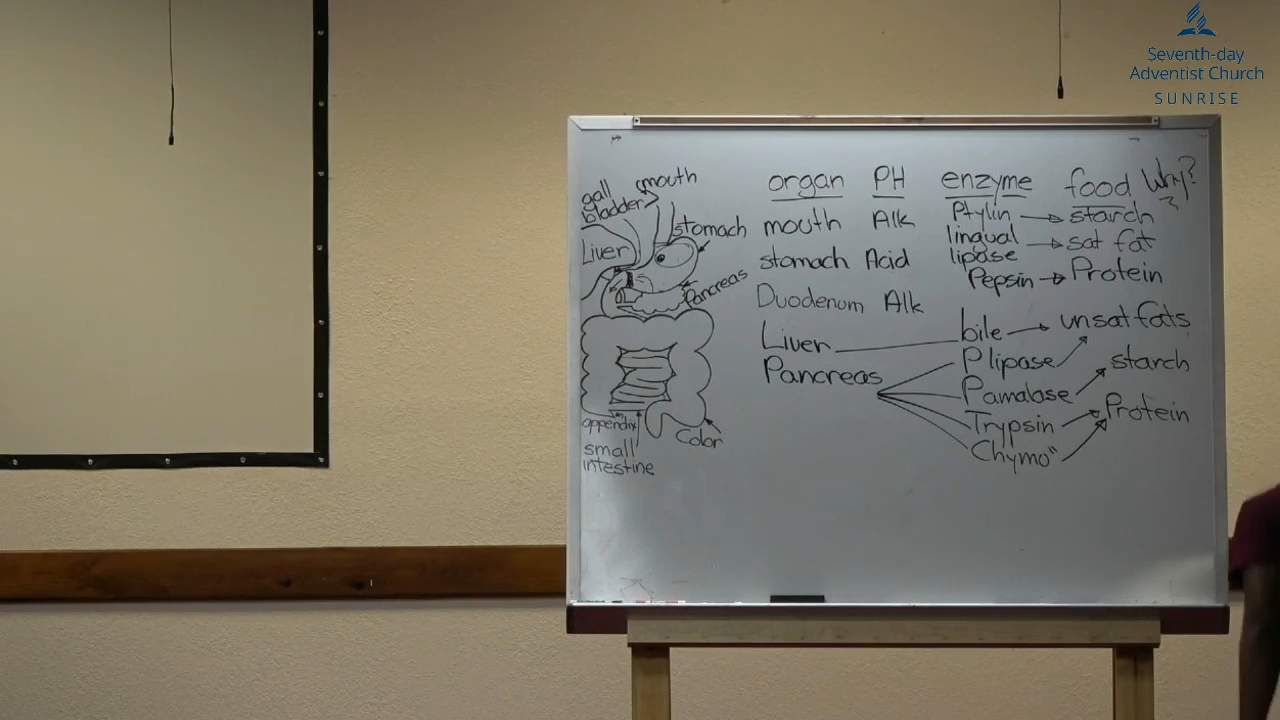 Seventh-day
Adventist Church
SUNRISE
mouth
gall
bladder
stomach
Liver
Pancreas
appendix
small
intestine
Color
organ PH enzyme food Why?
mouth Alk Ptylin starch
lingual
lipase sat fat
stomach Acid Pepsin Protein
Duodenum Alk
Liver bile unsat fats
Pancreas P lipase
Pamalase starch
Trypsin Protein
Chymo"